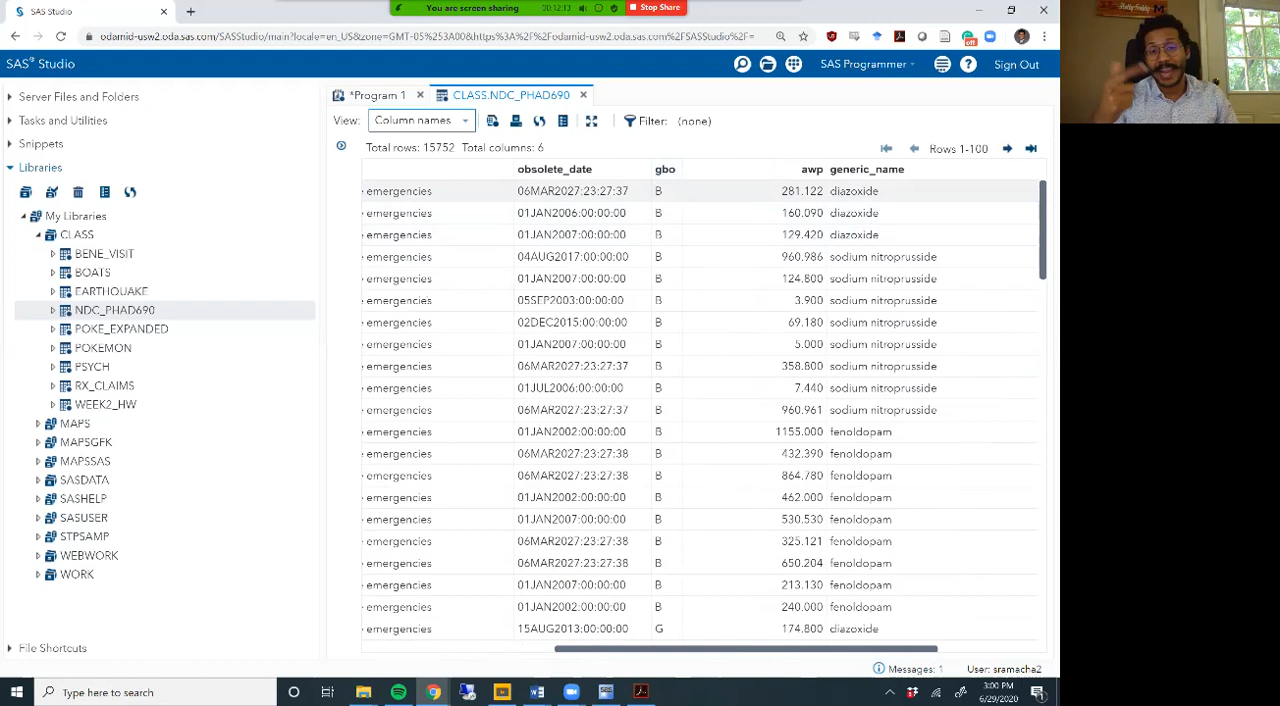 SAS Studio
You are screen sharing
20:12:13
Stop Share
odamid-usw2.oda.sas.com/SASStudio/main?locale=en_US&zone=GMT-05%253A00&https%3A%2F%2Fodamid-usw2.oda.sas.com%2FSASStudio%2F=
off
SAS® Studio
SAS Programmer
Sign Out
Server Files and Folders
Tasks and Utilities
Snippets
Libraries
My Libraries
CLASS
BENE_VISIT
BOATS
EARTHQUAKE
NDC_PHAD690
POKE_EXPANDED
POKEMON
PSYCH
RX_CLAIMS
WEEK2_HW
MAPS
MAPSGFK
MAPSSAS
SASDATA
SASHELP
SASUSER
STPSAMP
WEBWORK
WORK
File Shortcuts
*Program 1
CLASS.NDC_PHAD690
View: Column names
Filter: (none)
Total rows: 15752 Total columns: 6
Rows 1-100
obsolete_date gbo awp generic_name
emergencies 06MAR2027:23:27:37 B 281.122 diazoxide
emergencies 01JAN2006:00:00:00 B 160.090 diazoxide
emergencies 01JAN2007:00:00:00 B 129.420 diazoxide
emergencies 04AUG2017:00:00:00 B 960.986 sodium nitroprusside
emergencies 01JAN2007:00:00:00 B 124.800 sodium nitroprusside
emergencies 05SEP2003:00:00:00 B 3.900 sodium nitroprusside
emergencies 02DEC2015:00:00:00 B 69.180 sodium nitroprusside
emergencies 01JAN2007:00:00:00 B 5.000 sodium nitroprusside
emergencies 06MAR2027:23:27:37 B 358.800 sodium nitroprusside
emergencies 01JUL2006:00:00:00 B 7.440 sodium nitroprusside
emergencies 06MAR2027:23:27:37 B 960.961 sodium nitroprusside
emergencies 01JAN2002:00:00:00 B 1155.000 fenoldopam
emergencies 06MAR2027:23:27:38 B 432.390 fenoldopam
emergencies 06MAR2027:23:27:38 B 864.780 fenoldopam
emergencies 01JAN2002:00:00:00 B 462.000 fenoldopam
emergencies 01JAN2007:00:00:00 B 530.530 fenoldopam
emergencies 06MAR2027:23:27:38 B 325.121 fenoldopam
emergencies 06MAR2027:23:27:38 B 650.204 fenoldopam
emergencies 01JAN2007:00:00:00 B 213.130 fenoldopam
emergencies 01JAN2002:00:00:00 B 240.000 fenoldopam
emergencies 15AUG2013:00:00:00 G 174.800 diazoxide
Messages: 1
User: sramacha2
Type here to search
3:00 PM
6/29/2020